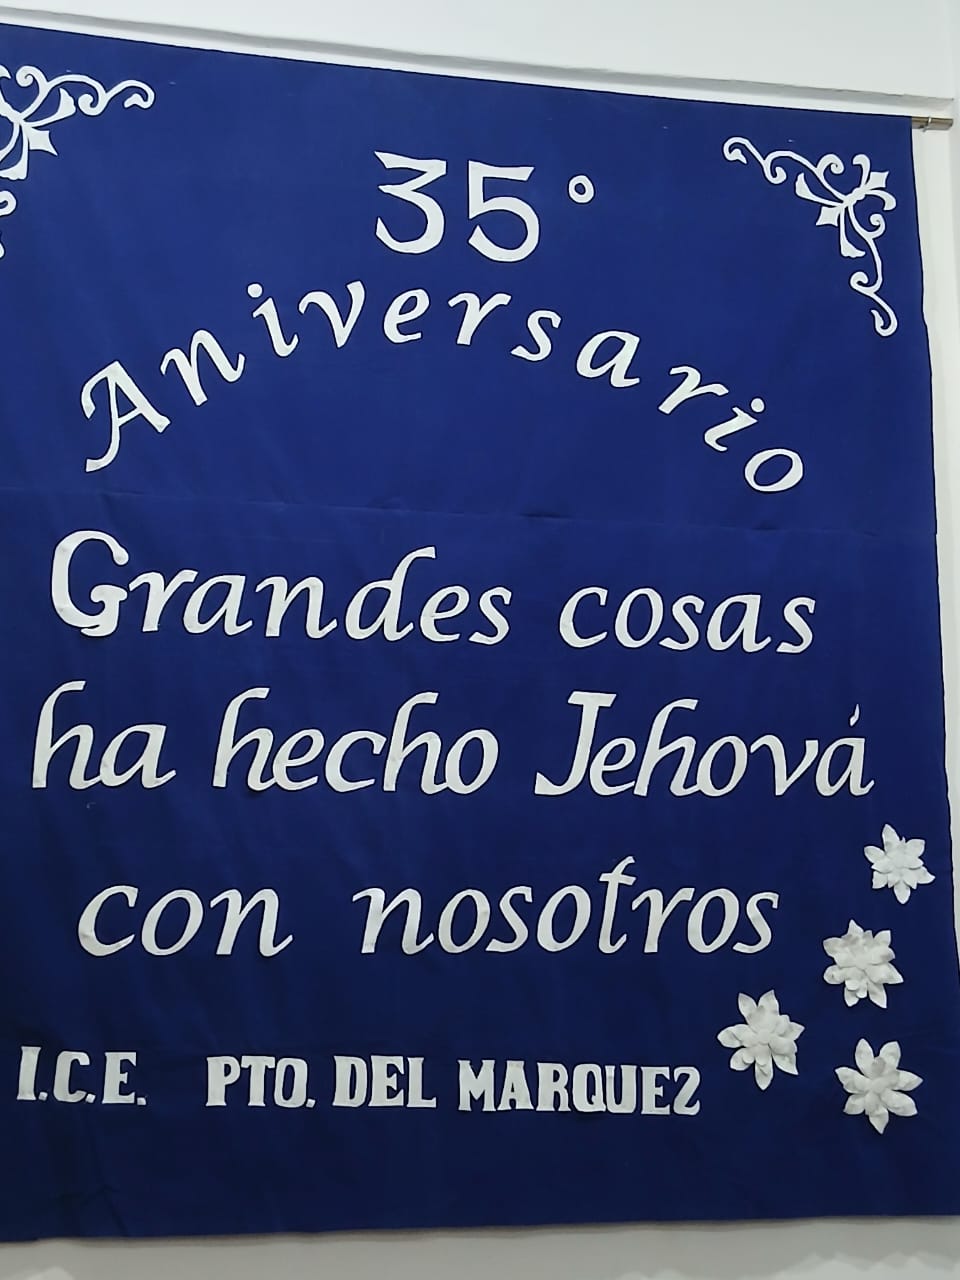 35°
Aniversario
Grandes cosas
ha hecho Jehová
con nosotros
I.C.E. PTO. DEL MARQUEZ